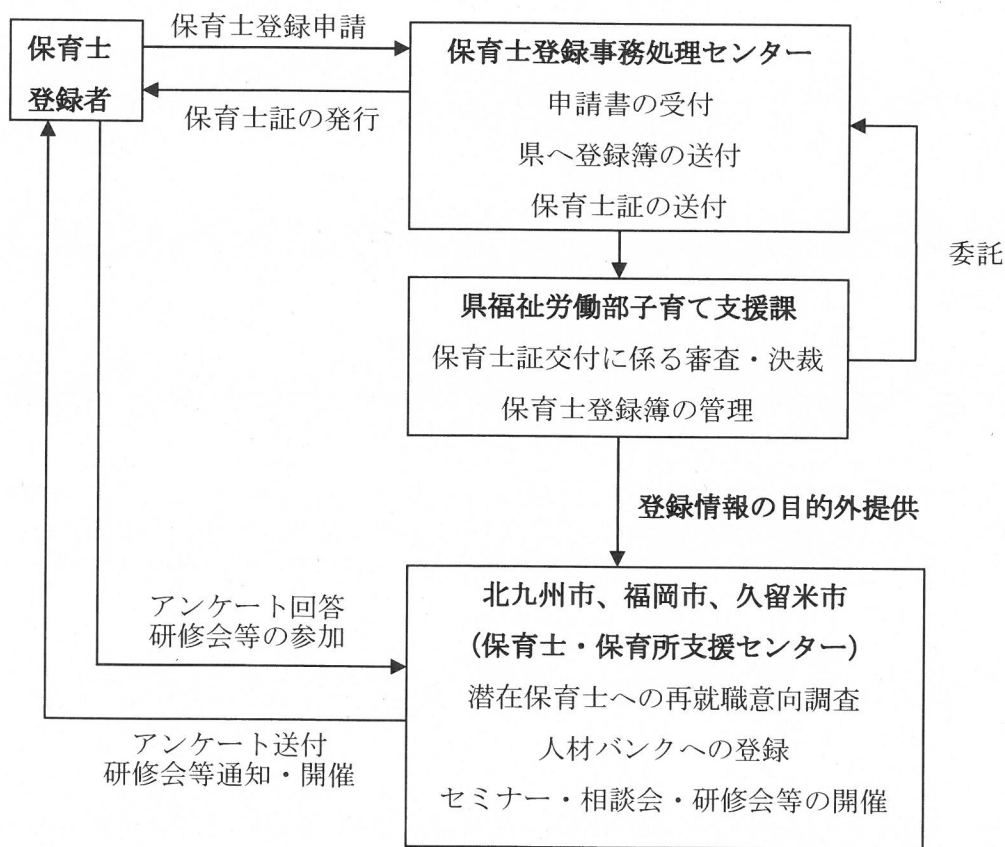 保育士登録申請
保育士
登録者
保育士証の発行
保育士登録事務処理センター
申請書の受付
県へ登録簿の送付
保育士証の送付
委託
県福祉労働部子育て支援課
保育士証交付に係る審査・決裁
保育士登録簿の管理
登録情報の目的外提供
アンケート回答
研修会等の参加
アンケート送付
研修会等通知・開催
北九州市、福岡市、久留米市
(保育士・保育所支援センター)
潜在保育士への再就職意向調査
人材バンクへの登録
セミナー・相談会・研修会等の開催